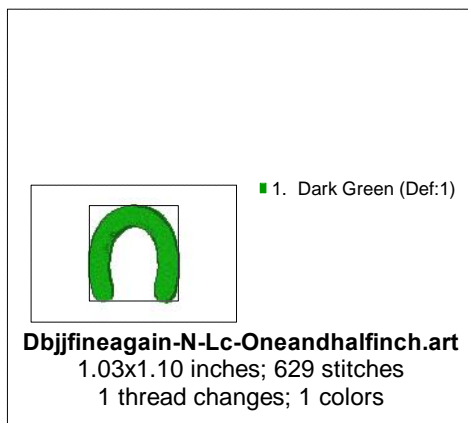 1. Dark Green (Def:1)
Dbjjfineagain-N-Lc-Oneandhalfinch.art
1.03x1.10 inches; 629 stitches
1 thread changes; 1 colors